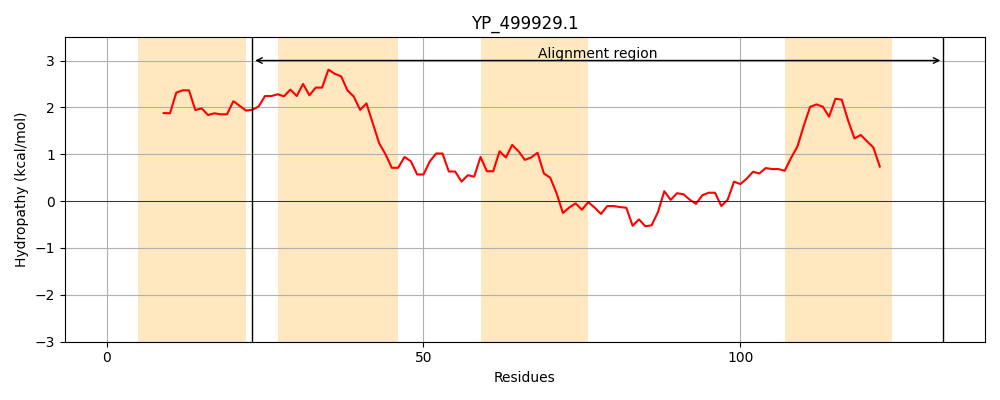 YP_499929.1
Alignment region
Hydropathy (kcal/mol)
3
2
1
0
−1
−2
−3
0
50
100
Residues